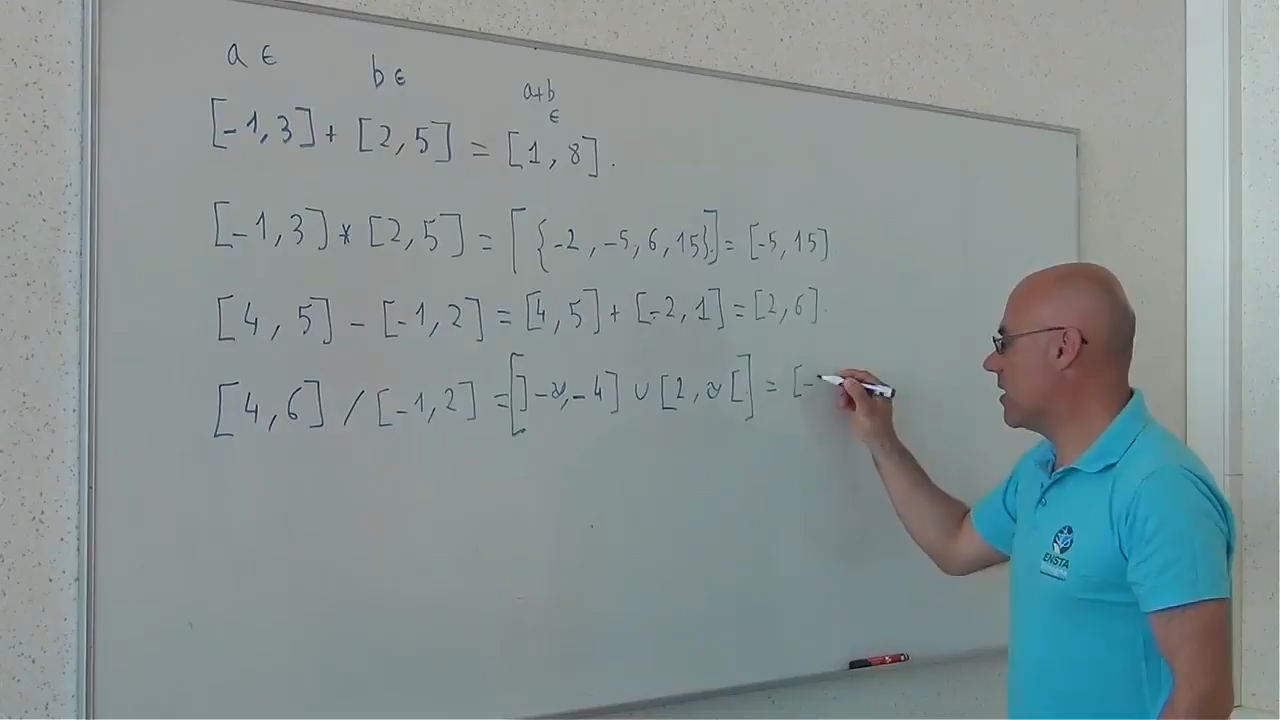 a ∈ b ∈ a+b ∈
[-1, 3] + [2, 5] = [1, 8].
[-1, 3] * [2, 5] = [{-2, -5, 6, 15}] = [-5, 15]
[4, 5] - [-1, 2] = [4, 5] + [-2, 1] = [2, 6].
[4, 6] / [-1, 2] = []-∞, -4] ∪ [2, ∞[] = [-
ENSTA